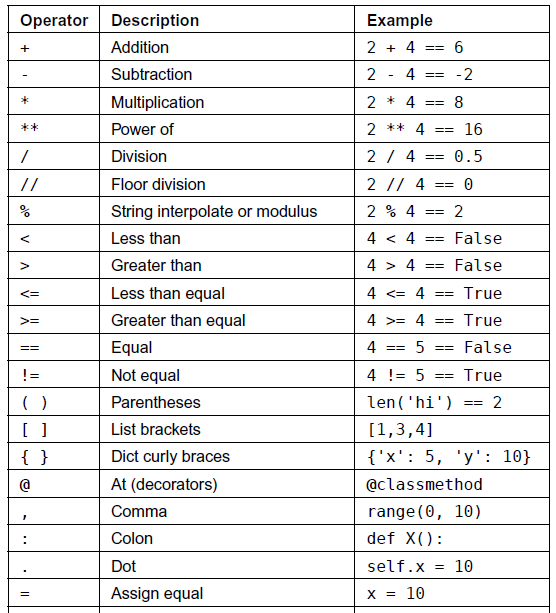 Operator Description Example
+ Addition 2 + 4 == 6
- Subtraction 2 - 4 == -2
* Multiplication 2 * 4 == 8
** Power of 2 ** 4 == 16
/ Division 2 / 4 == 0.5
// Floor division 2 // 4 == 0
% String interpolate or modulus 2 % 4 == 2
< Less than 4 < 4 == False
> Greater than 4 > 4 == False
<= Less than equal 4 <= 4 == True
>= Greater than equal 4 >= 4 == True
== Equal 4 == 5 == False
!= Not equal 4 != 5 == True
( ) Parentheses len('hi') == 2
[ ] List brackets [1,3,4]
{ } Dict curly braces {'x': 5, 'y': 10}
@ At (decorators) @classmethod
, Comma range(0, 10)
: Colon def X():
. Dot self.x = 10
= Assign equal x = 10